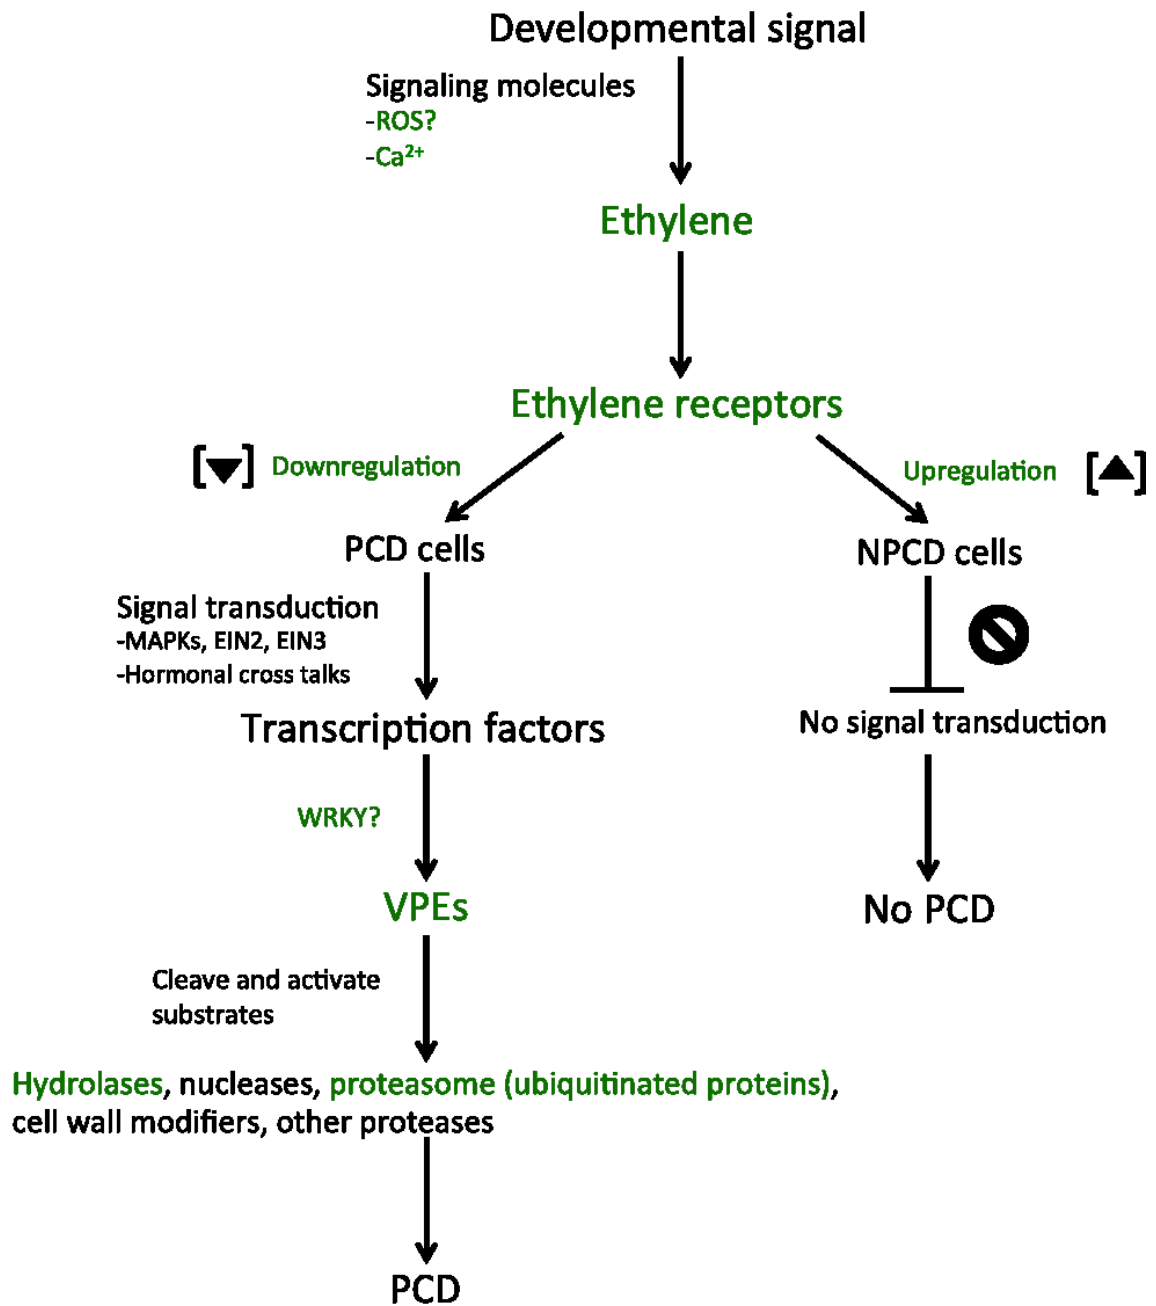 Developmental signal
Signaling molecules
-ROS?
-Ca²⁺
Ethylene
Ethylene receptors
[▼] Downregulation
Upregulation [▲]
PCD cells
NPCD cells
Signal transduction
-MAPKs, EIN2, EIN3
-Hormonal cross talks
Transcription factors
No signal transduction
WRKY?
VPEs
No PCD
Cleave and activate
substrates
Hydrolases, nucleases, proteasome (ubiquitinated proteins),
cell wall modifiers, other proteases
PCD